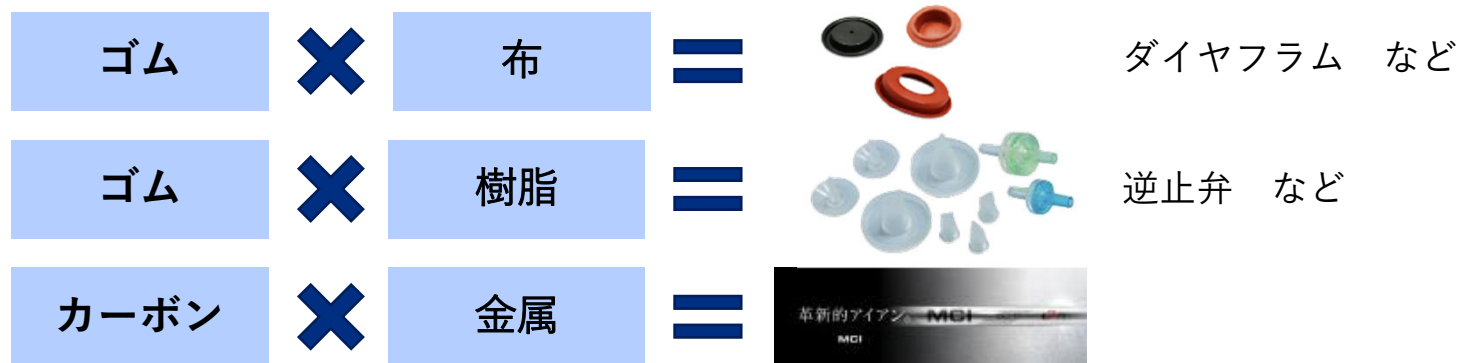 ゴム 布 ダイヤフラム　など
ゴム 樹脂 逆止弁　など
カーボン 金属
革新的アイアン。 MCI
MCI